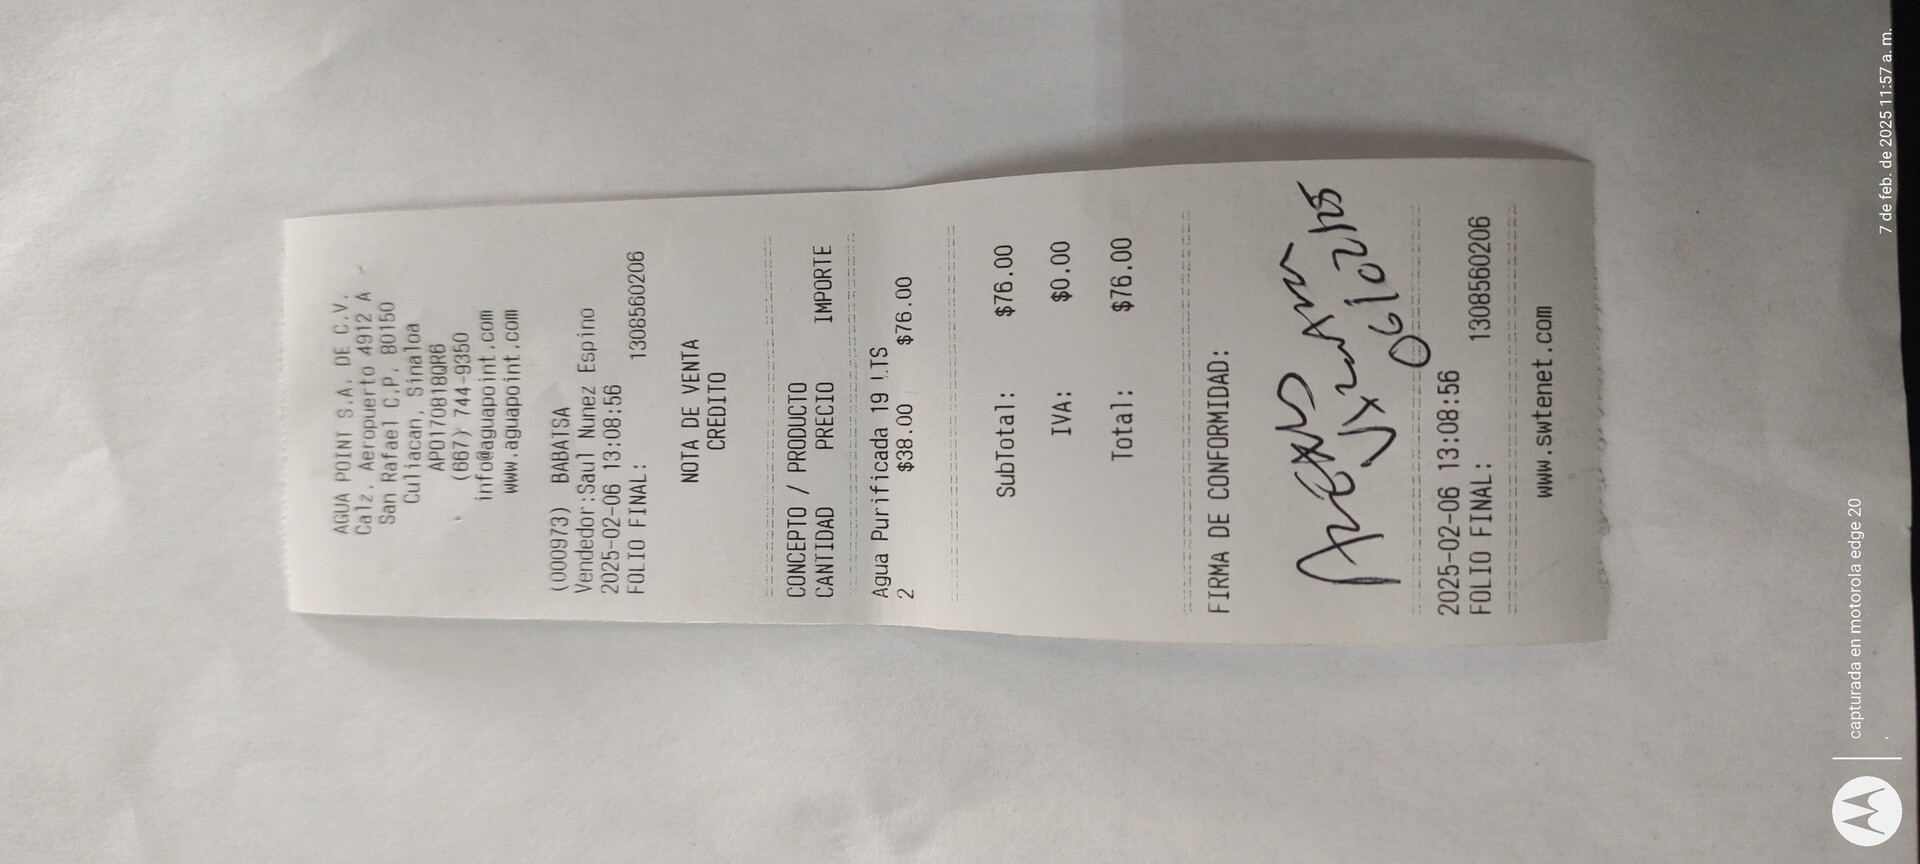 AGUA POINT S.A. DE C.V.
Calz. Aeropuerto 4912 A
San Rafael C.P. 80150
Culiacan, Sinaloa
APO170818QR6
(667) 744-9350
info@aguapoint.com
www.aguapoint.com
(000973) BABATSA
Vendedor:Saul Nunez Espino
2025-02-06 13:08:56
FOLIO FINAL: 1308560206
NOTA DE VENTA
CREDITO
CONCEPTO / PRODUCTO
CANTIDAD PRECIO IMPORTE
Agua Purificada 19 LTS
2 $38.00 $76.00
SubTotal: $76.00
IVA: $0.00
Total: $76.00
FIRMA DE CONFORMIDAD:
2025-02-06 13:08:56
FOLIO FINAL: 1308560206
www.swtenet.com
capturada en motorola edge 20
7 de feb. de 2025 11:57 a. m.